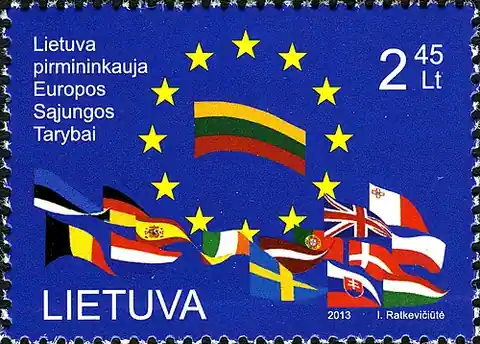 Lietuva
pirmininkauja
Europos
Sąjungos
Tarybai
2 45
Lt
LIETUVA
2013 I. Ratkevičiūtė